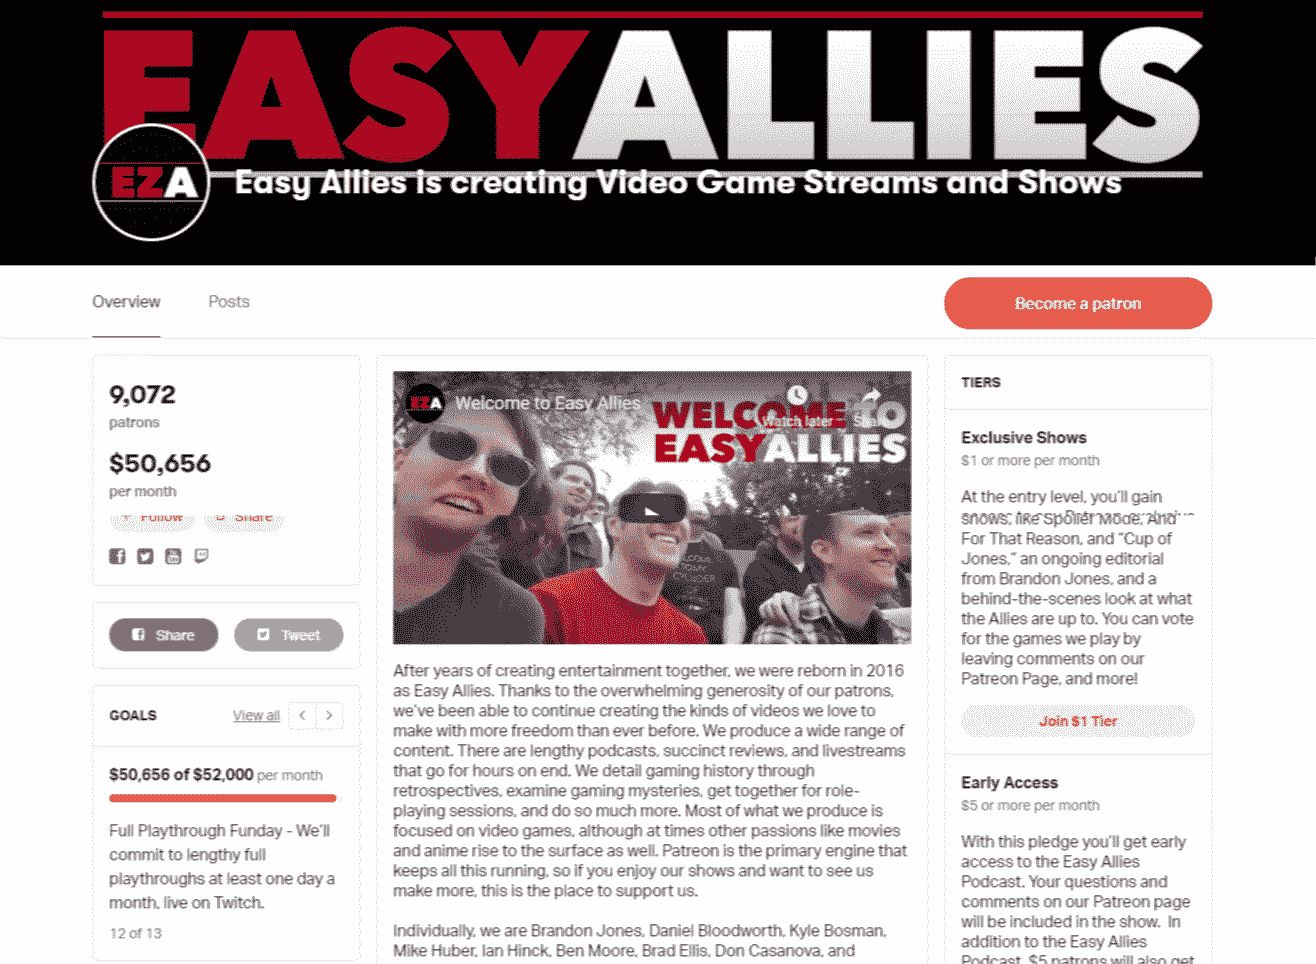 EASYALLIES
EZA
Easy Allies is creating Video Game Streams and Shows
Overview
Posts
Become a patron
9,072
patrons
$50,656
per month
Follow
Share
Share
Tweet
GOALS
View all
$50,656 of $52,000 per month
Full Playthrough Funday - We'll
commit to lengthy full
playthroughs at least one day a
month, live on Twitch.
12 of 13
EZA
Welcome to Easy Allies
WELCOME TO
EASYALLIES
Watch later
After years of creating entertainment together, we were reborn in 2016
as Easy Allies. Thanks to the overwhelming generosity of our patrons,
we've been able to continue creating the kinds of videos we love to
make with more freedom than ever before. We produce a wide range of
content. There are lengthy podcasts, succinct reviews, and livestreams
that go for hours on end. We detail gaming history through
retrospectives, examine gaming mysteries, get together for role-
playing sessions, and do so much more. Most of what we produce is
focused on video games, although at times other passions like movies
and anime rise to the surface as well. Patreon is the primary engine that
keeps all this running, so if you enjoy our shows and want to see us
make more, this is the place to support us.
Individually, we are Brandon Jones, Daniel Bloodworth, Kyle Bosman,
Mike Huber, Ian Hinck, Ben Moore, Brad Ellis, Don Casanova, and
TIERS
Exclusive Shows
$1 or more per month
At the entry level, you'll gain
shows, like Spoiler Mode, And
For That Reason, and "Cup of
Jones," an ongoing editorial
from Brandon Jones, and a
behind-the-scenes look at what
the Allies are up to. You can vote
for the games we play by
leaving comments on our
Patreon Page, and more!
Join $1 Tier
Early Access
$5 or more per month
With this pledge you'll get early
access to the Easy Allies
Podcast. Your questions and
comments on our Patreon page
will be included in the show. In
addition to the Easy Allies
Podcast, $5 patrons will also get